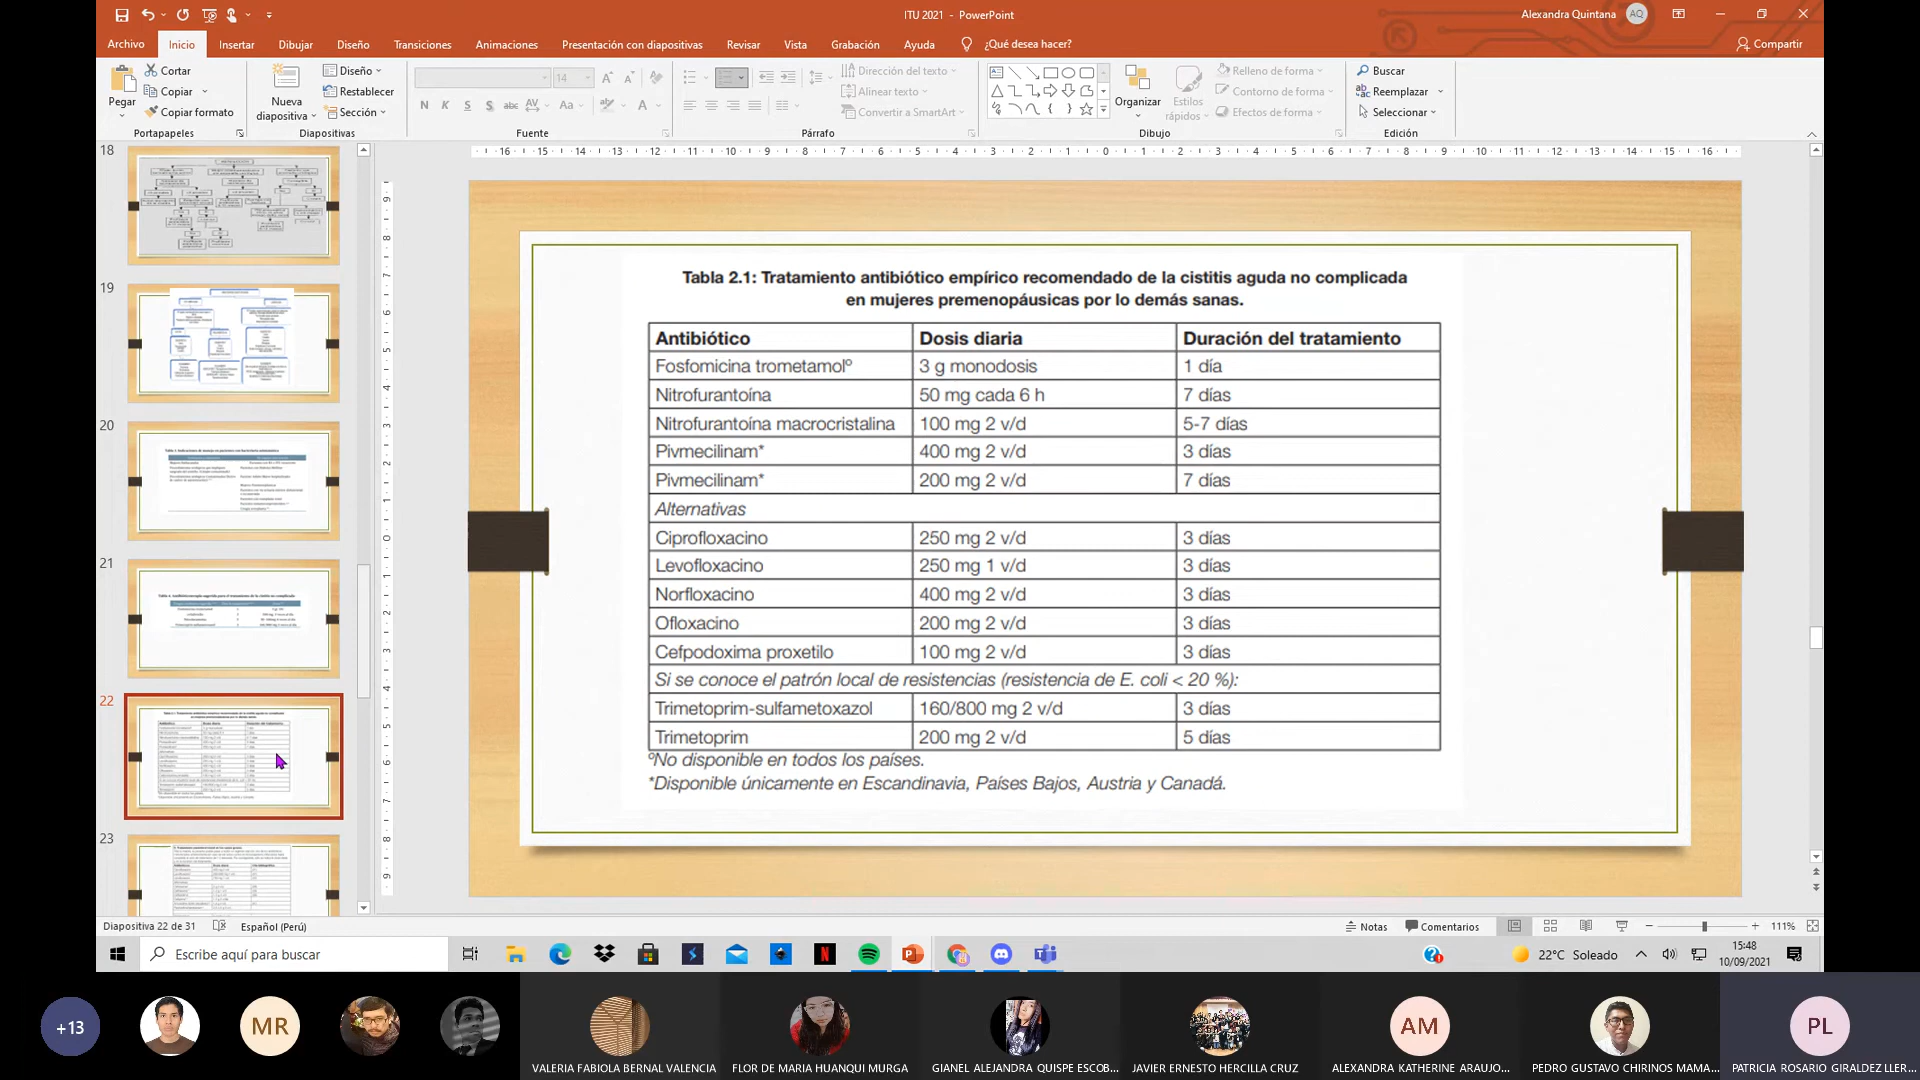 ITU 2021 - PowerPoint
Alexandra Quintana AQ
Archivo Inicio Insertar Dibujar Diseño Transiciones Animaciones Presentación con diapositivas Revisar Vista Grabación Ayuda ¿Qué desea hacer? Compartir
Pegar
Cortar
Copiar
Copiar formato
Portapapeles
Nueva diapositiva
Diseño
Restablecer
Sección
Diapositivas
14
Fuente
Dirección del texto
Alinear texto
Convertir a SmartArt
Párrafo
Organizar
Estilos rápidos
Relleno de forma
Contorno de forma
Efectos de forma
Dibujo
Buscar
Reemplazar
Seleccionar
Edición
18
19
20
21
22
23
Tabla 2.1: Tratamiento antibiótico empírico recomendado de la cistitis aguda no complicada
en mujeres premenopáusicas por lo demás sanas.
Antibiótico Dosis diaria Duración del tratamiento
Fosfomicina trometamolº 3 g monodosis 1 día
Nitrofurantoína 50 mg cada 6 h 7 días
Nitrofurantoína macrocristalina 100 mg 2 v/d 5-7 días
Pivmecilinam* 400 mg 2 v/d 3 días
Pivmecilinam* 200 mg 2 v/d 7 días
Alternativas
Ciprofloxacino 250 mg 2 v/d 3 días
Levofloxacino 250 mg 1 v/d 3 días
Norfloxacino 400 mg 2 v/d 3 días
Ofloxacino 200 mg 2 v/d 3 días
Cefpodoxima proxetilo 100 mg 2 v/d 3 días
Si se conoce el patrón local de resistencias (resistencia de E. coli < 20 %):
Trimetoprim-sulfametoxazol 160/800 mg 2 v/d 3 días
Trimetoprim 200 mg 2 v/d 5 días
ºNo disponible en todos los países.
*Disponible únicamente en Escandinavia, Países Bajos, Austria y Canadá.
Diapositiva 22 de 31 Español (Perú) Notas Comentarios 111%
Escribe aquí para buscar
22°C Soleado
15:48
10/09/2021
+13
MR
AM
PL
VALERIA FABIOLA BERNAL VALENCIA
FLOR DE MARIA HUANQUI MURGA
GIANEL ALEJANDRA QUISPE ESCOB...
JAVIER ERNESTO HERCILLA CRUZ
ALEXANDRA KATHERINE ARAUJO...
PEDRO GUSTAVO CHIRINOS MAMA...
PATRICIA ROSARIO GIRALDEZ LLER...